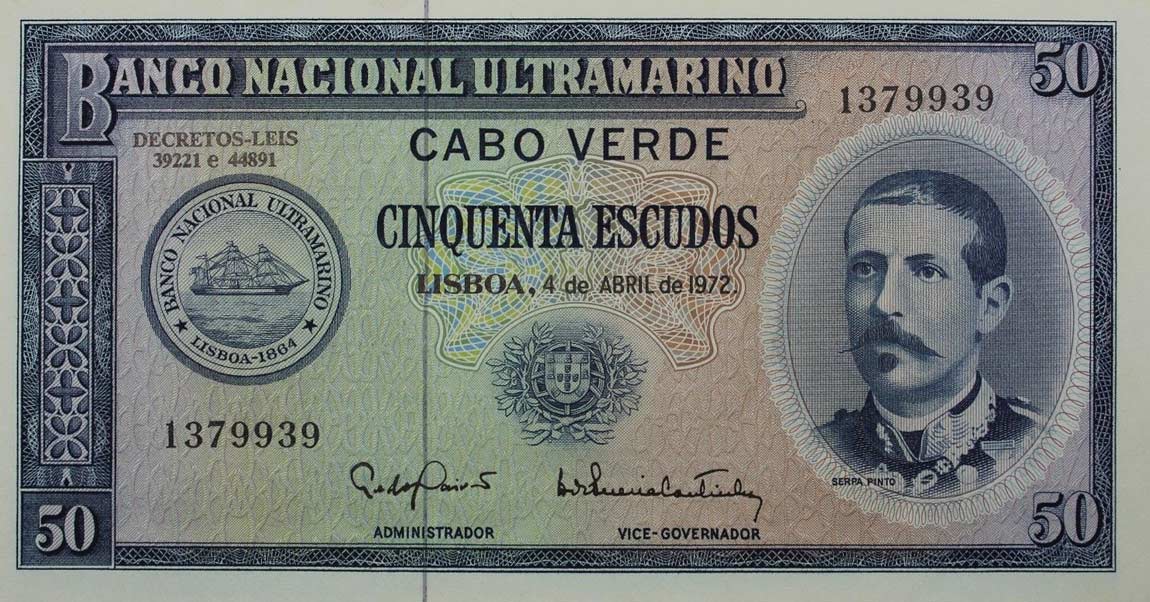 BANCO NACIONAL ULTRAMARINO
50
1379939
DECRETOS-LEIS
39221 e 44891
CABO VERDE
CINQUENTA ESCUDOS
LISBOA, 4 de ABRIL de 1972.
BANCO NACIONAL ULTRAMARINO
LISBOA-1864
1379939
SERPA PINTO
ADMINISTRADOR
VICE-GOVERNADOR
50
50